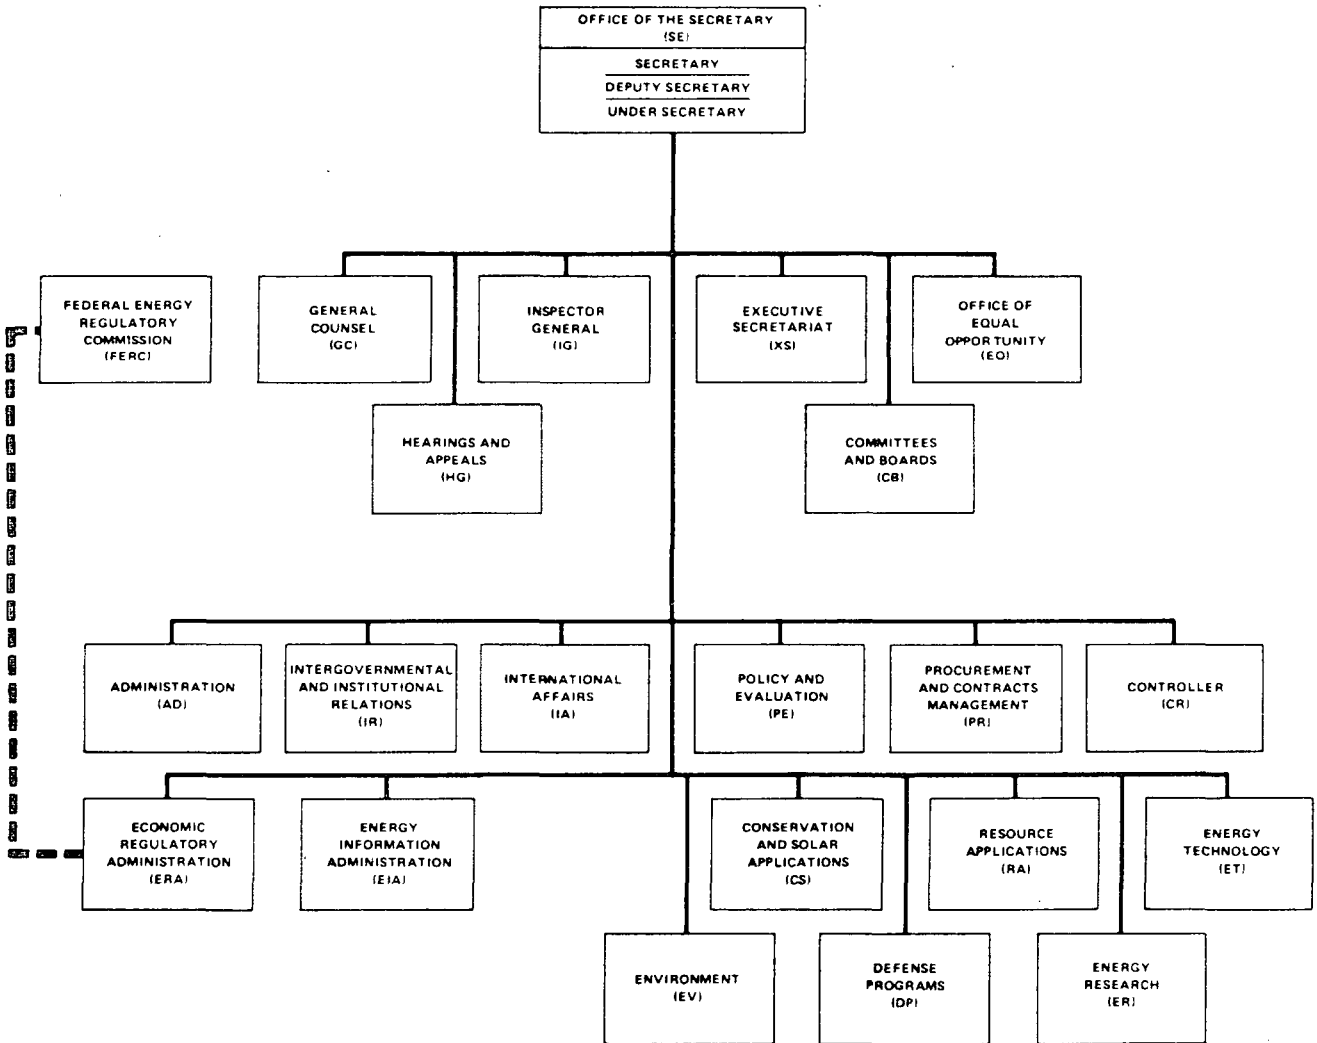 OFFICE OF THE SECRETARY
(SE)
SECRETARY
DEPUTY SECRETARY
UNDER SECRETARY
FEDERAL ENERGY
REGULATORY
COMMISSION
(FERC)
GENERAL
COUNSEL
(GC)
INSPECTOR
GENERAL
(IG)
EXECUTIVE
SECRETARIAT
(XS)
OFFICE OF
EQUAL
OPPORTUNITY
(EO)
HEARINGS AND
APPEALS
(HG)
COMMITTEES
AND BOARDS
(CB)
ADMINISTRATION
(AD)
INTERGOVERNMENTAL
AND INSTITUTIONAL
RELATIONS
(IR)
INTERNATIONAL
AFFAIRS
(IA)
POLICY AND
EVALUATION
(PE)
PROCUREMENT
AND CONTRACTS
MANAGEMENT
(PR)
CONTROLLER
(CR)
ECONOMIC
REGULATORY
ADMINISTRATION
(ERA)
ENERGY
INFORMATION
ADMINISTRATION
(EIA)
CONSERVATION
AND SOLAR
APPLICATIONS
(CS)
RESOURCE
APPLICATIONS
(RA)
ENERGY
TECHNOLOGY
(ET)
ENVIRONMENT
(EV)
DEFENSE
PROGRAMS
(DP)
ENERGY
RESEARCH
(ER)